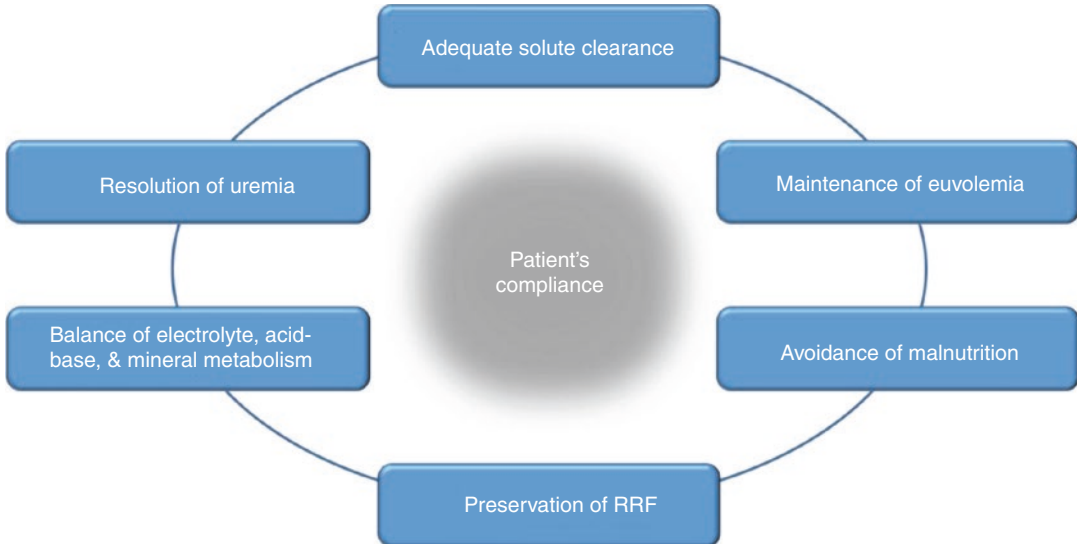 Adequate solute clearance
Resolution of uremia
Maintenance of euvolemia
Patient's
compliance
Balance of electrolyte, acid-
base, & mineral metabolism
Avoidance of malnutrition
Preservation of RRF